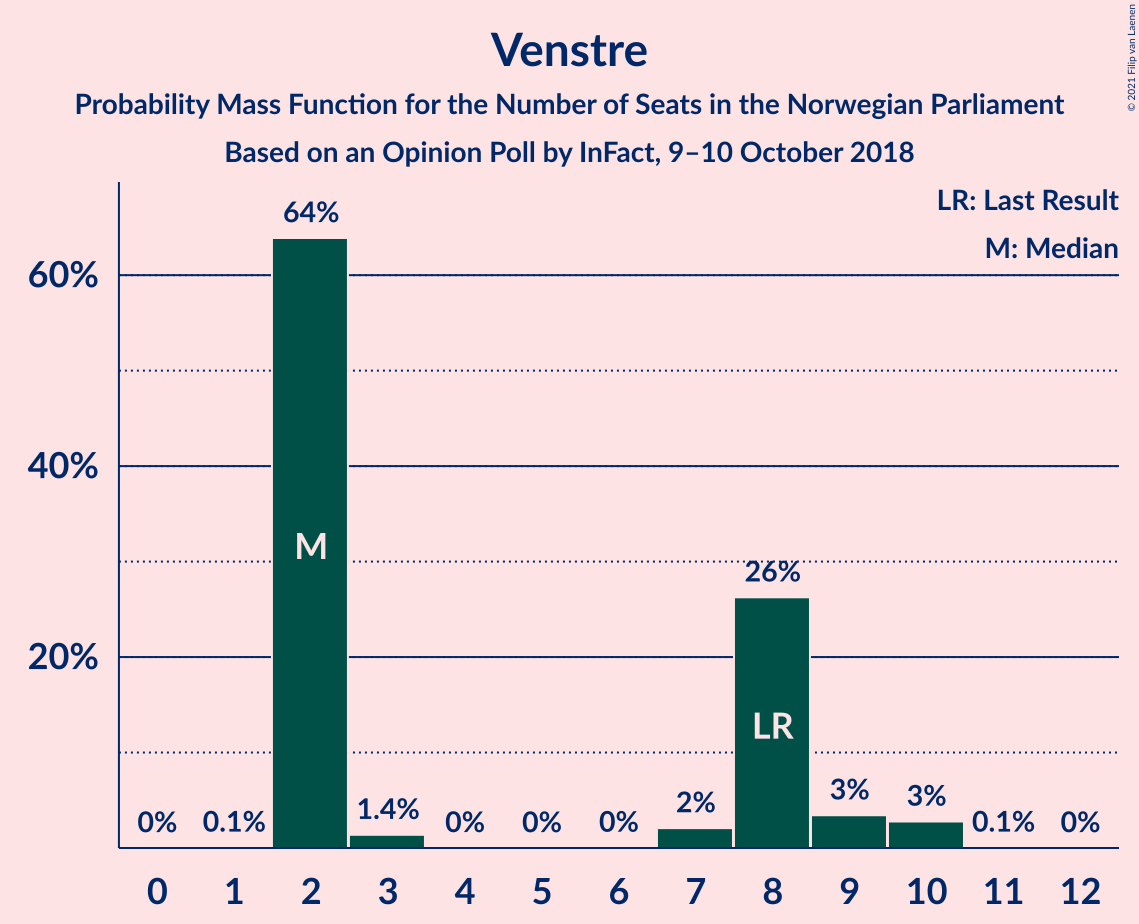 © 2021 Filip van Laenen
Venstre
Probability Mass Function for the Number of Seats in the Norwegian Parliament
Based on an Opinion Poll by InFact, 9–10 October 2018
LR: Last Result
M: Median
60%
40%
20%
0%
0.1%
64%
1.4%
0%
0%
0%
2%
26%
3%
3%
0.1%
0%
M
LR
0 1 2 3 4 5 6 7 8 9 10 11 12